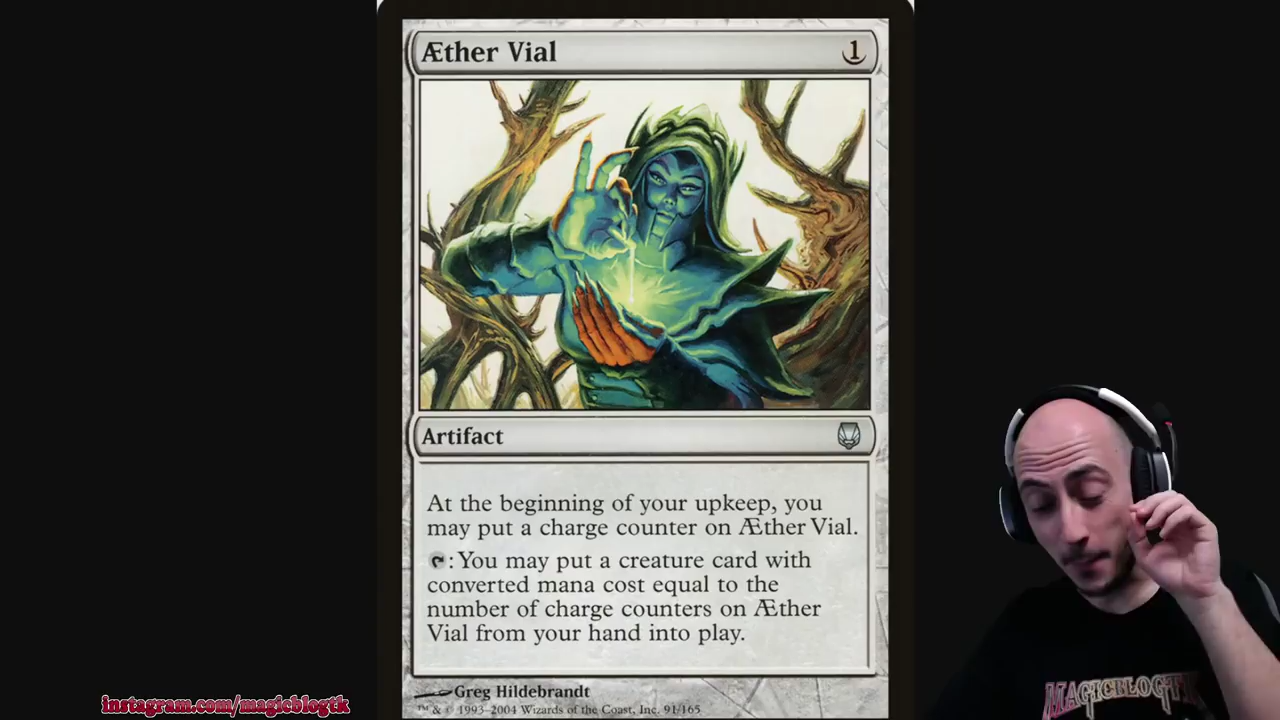 Æther Vial
1
Artifact
At the beginning of your upkeep, you
may put a charge counter on Æther Vial.
:You may put a creature card with
converted mana cost equal to the
number of charge counters on Æther
Vial from your hand into play.
Greg Hildebrandt
™ & © 1993–2004 Wizards of the Coast, Inc. 91/165
instagram.com/magicblogtk
MAGICBLOGTK